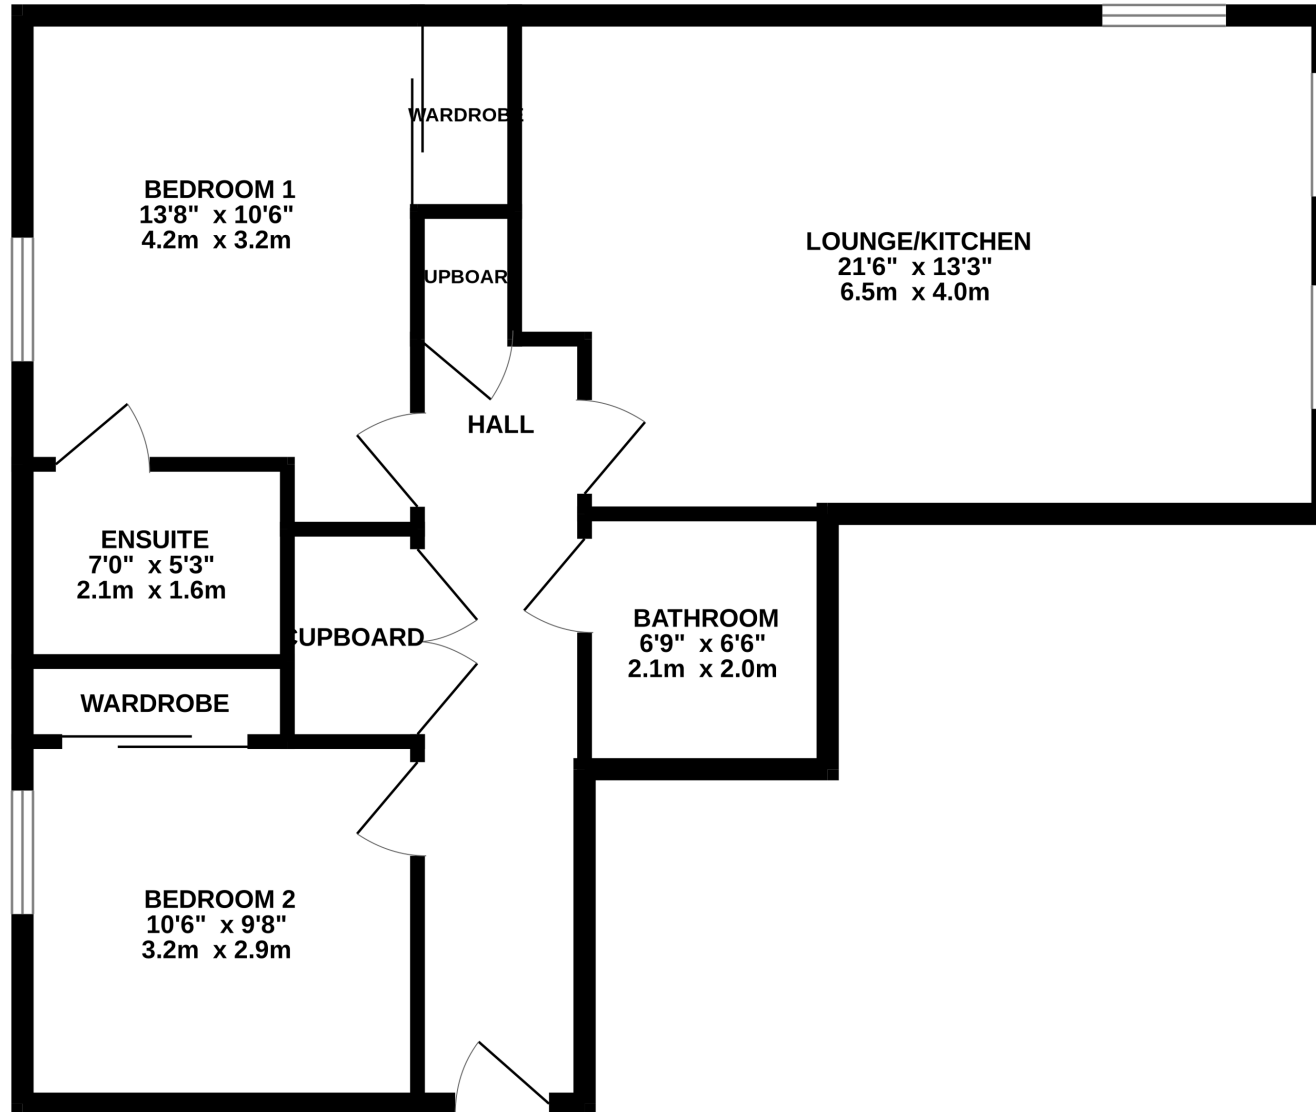 WARDROBE
BEDROOM 1
13'8" x 10'6"
4.2m x 3.2m
LOUNGE/KITCHEN
21'6" x 13'3"
6.5m x 4.0m
UPBOAR
HALL
ENSUITE
7'0" x 5'3"
2.1m x 1.6m
CUPBOARD
BATHROOM
6'9" x 6'6"
2.1m x 2.0m
WARDROBE
BEDROOM 2
10'6" x 9'8"
3.2m x 2.9m